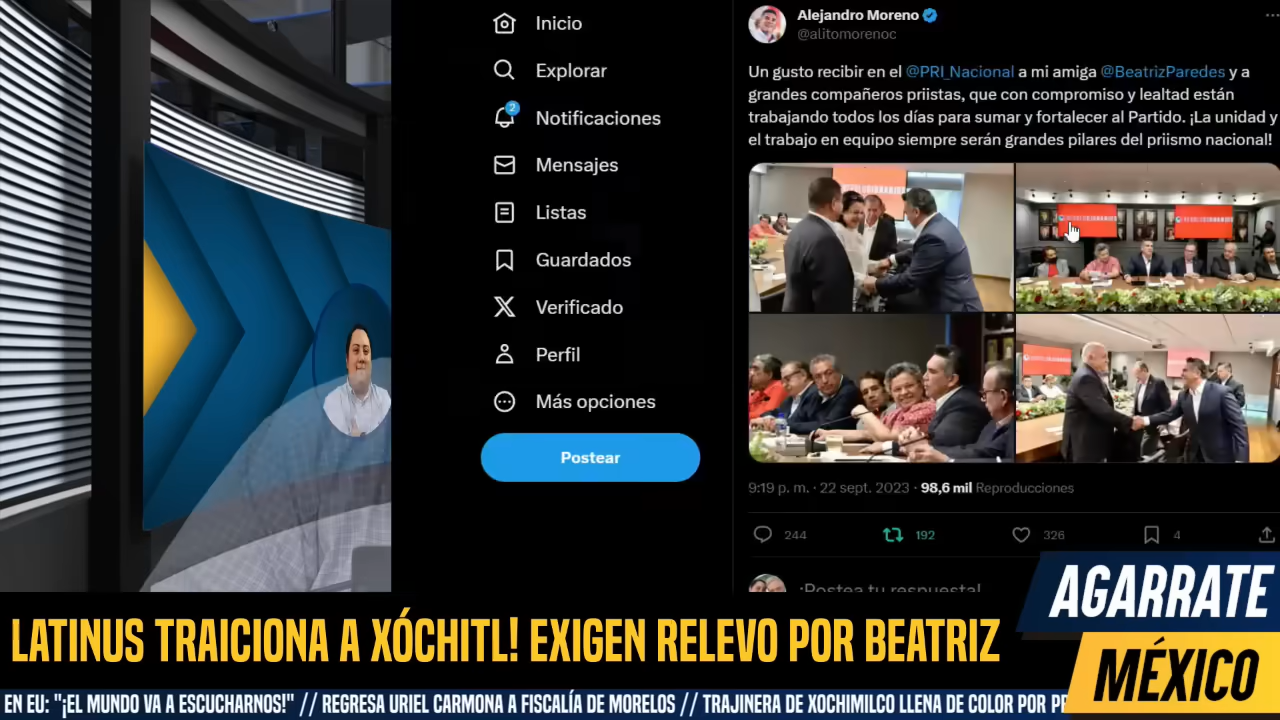 Inicio
Explorar
2
Notificaciones
Mensajes
Listas
Guardados
Verificado
Perfil
Más opciones
Postear
Alejandro Moreno
@alitomorenoc
Un gusto recibir en el @PRI_Nacional a mi amiga @BeatrizParedes y a
grandes compañeros priistas, que con compromiso y lealtad están
trabajando todos los días para sumar y fortalecer al Partido. ¡La unidad y
el trabajo en equipo siempre serán grandes pilares del priismo nacional!
9:19 p. m. · 22 sept. 2023 · 98,6 mil Reproducciones
244 192 326 4
¡Postea tu respuesta!
AGARRATE
MÉXICO
LATINUS TRAICIONA A XÓCHITL! EXIGEN RELEVO POR BEATRIZ
EN EU: "¡EL MUNDO VA A ESCUCHARNOS!" // REGRESA URIEL CARMONA A FISCALÍA DE MORELOS // TRAJINERA DE XOCHIMILCO LLENA DE COLOR POR